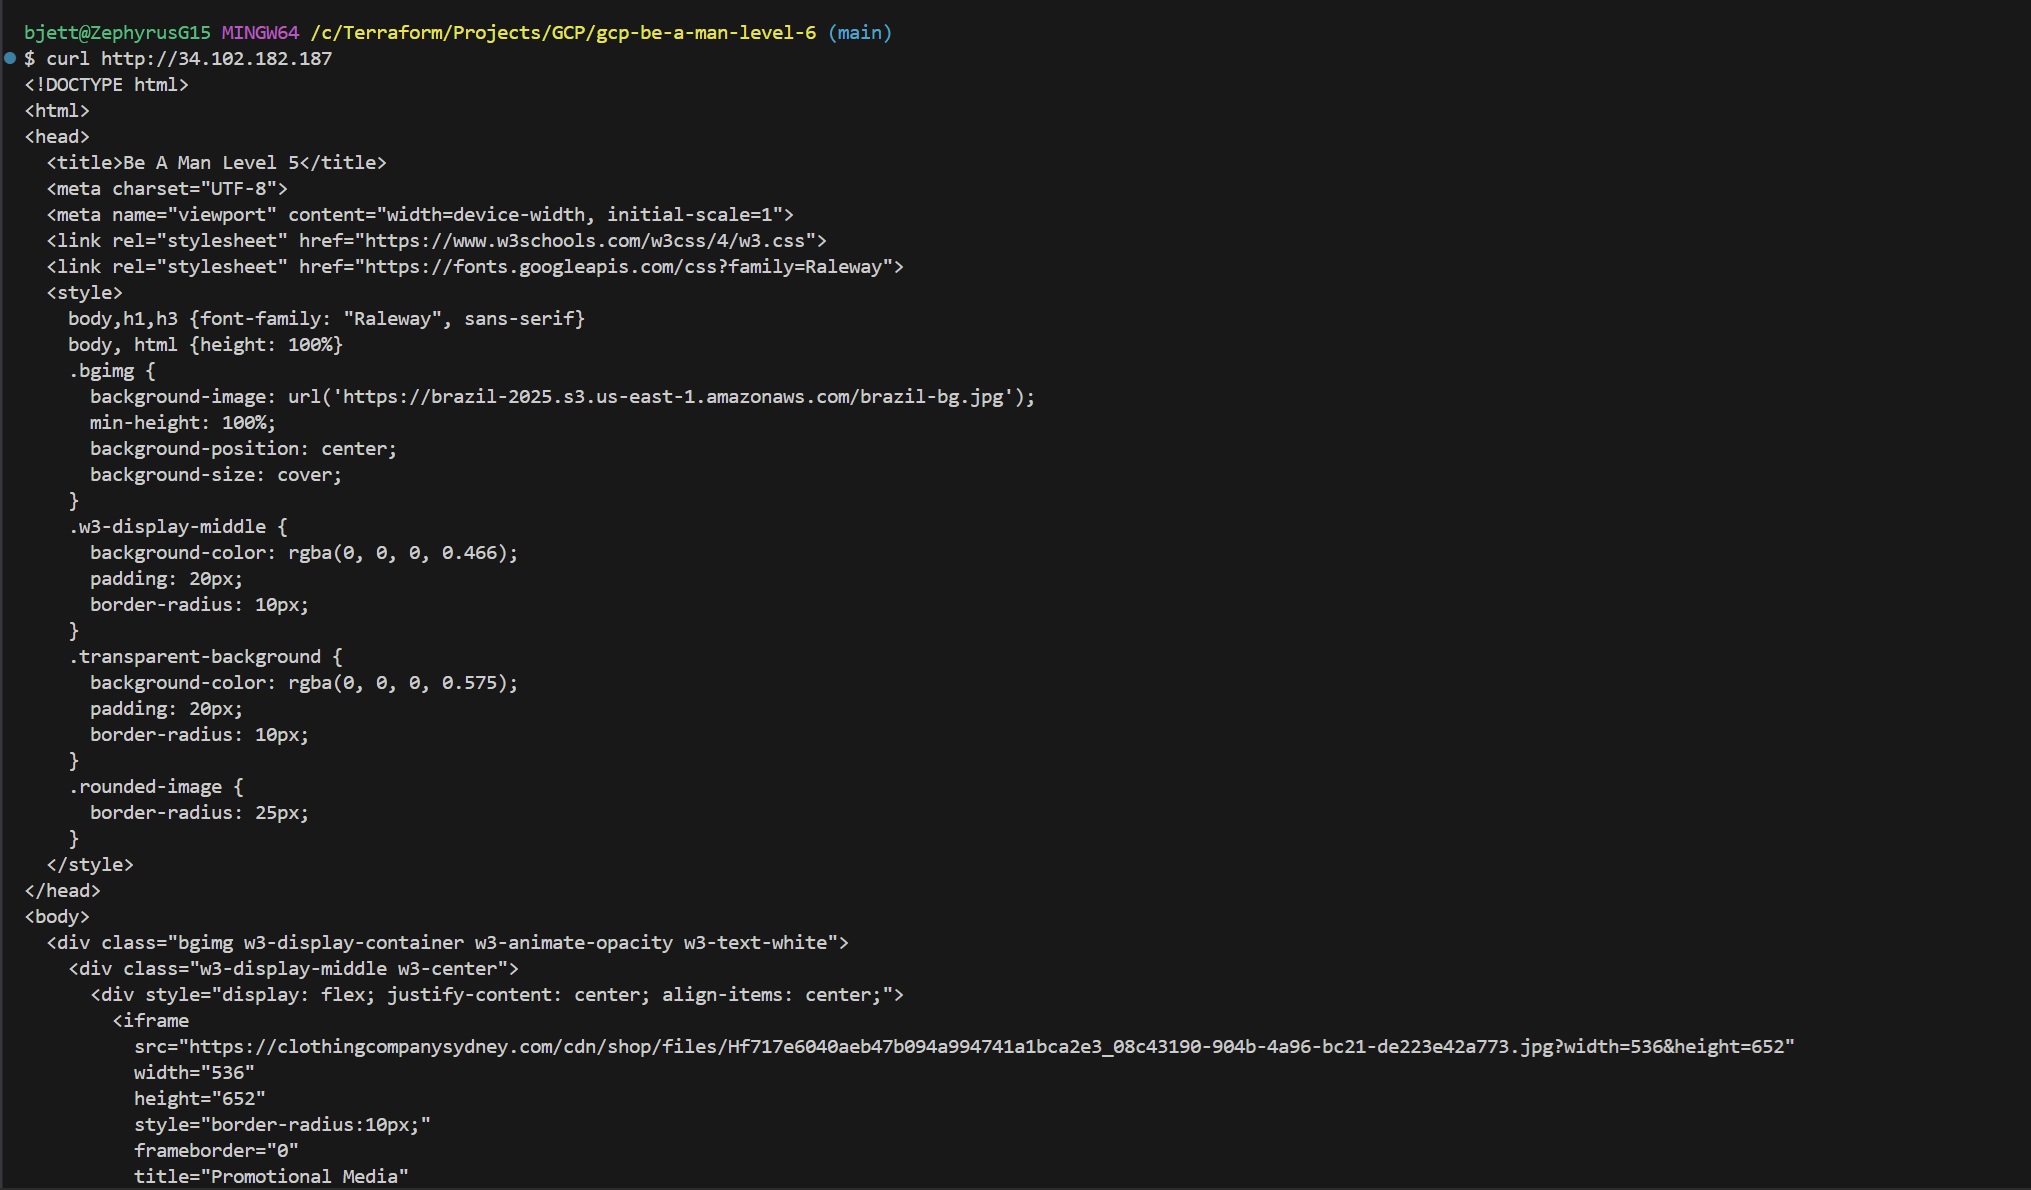 bjett@ZephyrusG15 MINGW64 /c/Terraform/Projects/GCP/gcp-be-a-man-level-6 (main)
$ curl http://34.102.182.187
<!DOCTYPE html>
<html>
<head>
  <title>Be A Man Level 5</title>
  <meta charset="UTF-8">
  <meta name="viewport" content="width=device-width, initial-scale=1">
  <link rel="stylesheet" href="https://www.w3schools.com/w3css/4/w3.css">
  <link rel="stylesheet" href="https://fonts.googleapis.com/css?family=Raleway">
  <style>
    body,h1,h3 {font-family: "Raleway", sans-serif}
    body, html {height: 100%}
    .bgimg {
      background-image: url('https://brazil-2025.s3.us-east-1.amazonaws.com/brazil-bg.jpg');
      min-height: 100%;
      background-position: center;
      background-size: cover;
    }
    .w3-display-middle {
      background-color: rgba(0, 0, 0, 0.466);
      padding: 20px;
      border-radius: 10px;
    }
    .transparent-background {
      background-color: rgba(0, 0, 0, 0.575);
      padding: 20px;
      border-radius: 10px;
    }
    .rounded-image {
      border-radius: 25px;
    }
  </style>
</head>
<body>
  <div class="bgimg w3-display-container w3-animate-opacity w3-text-white">
    <div class="w3-display-middle w3-center">
      <div style="display: flex; justify-content: center; align-items: center;">
        <iframe
          src="https://clothingcompanysydney.com/cdn/shop/files/Hf717e6040aeb47b094a994741a1bca2e3_08c43190-904b-4a96-bc21-de223e42a773.jpg?width=536&height=652"
          width="536"
          height="652"
          style="border-radius:10px;"
          frameborder="0"
          title="Promotional Media"